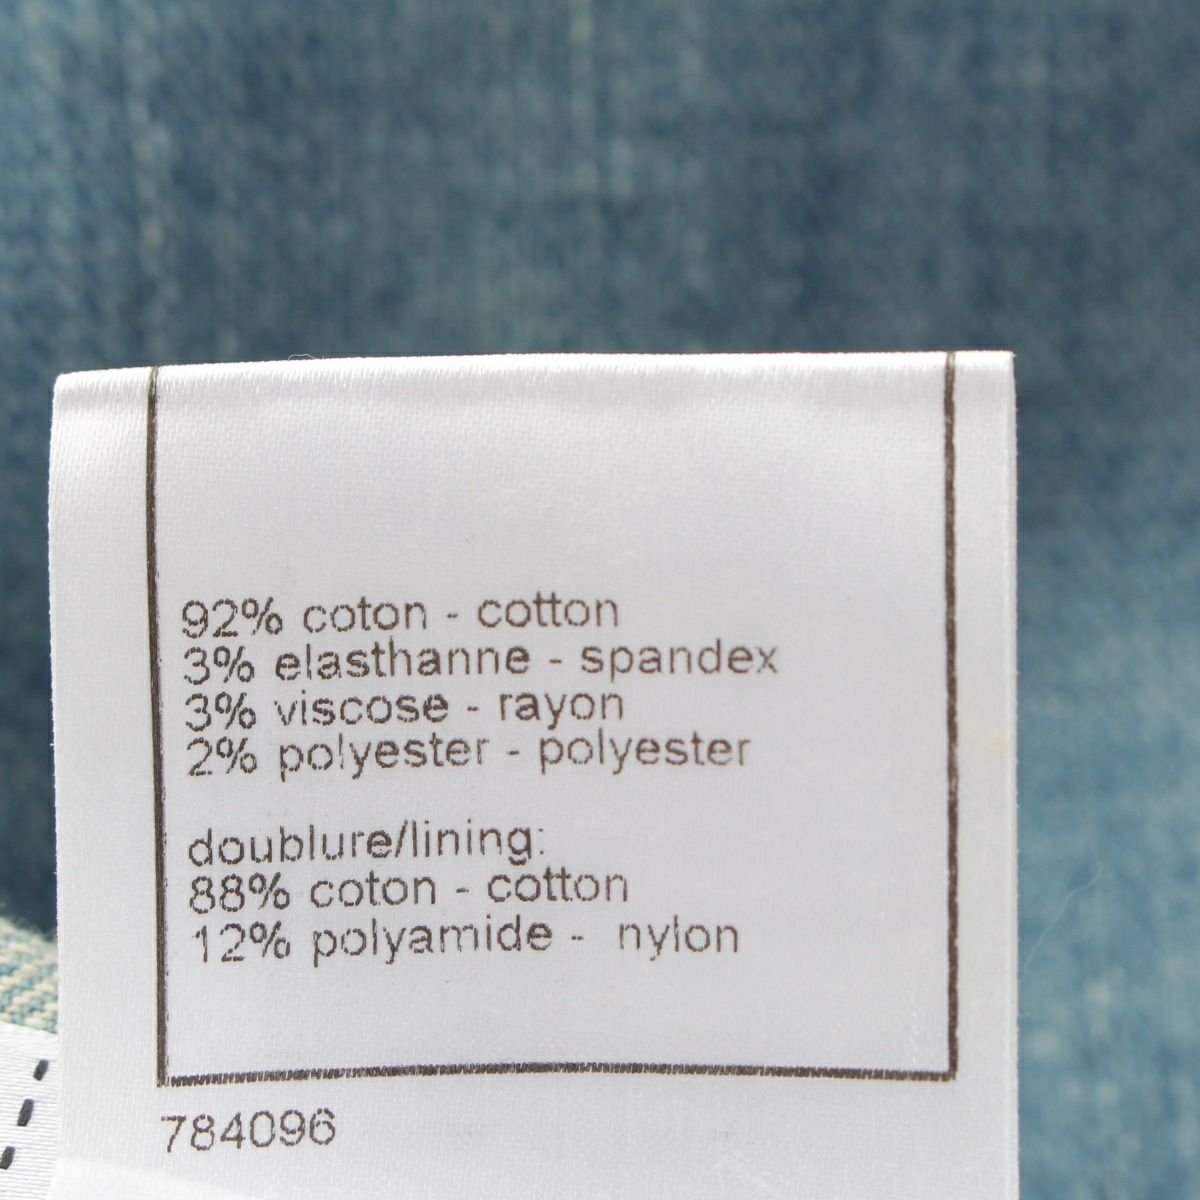 92% coton - cotton
3% elasthanne - spandex
3% viscose - rayon
2% polyester - polyester
doublure/lining:
88% coton - cotton
12% polyamide - nylon
784096